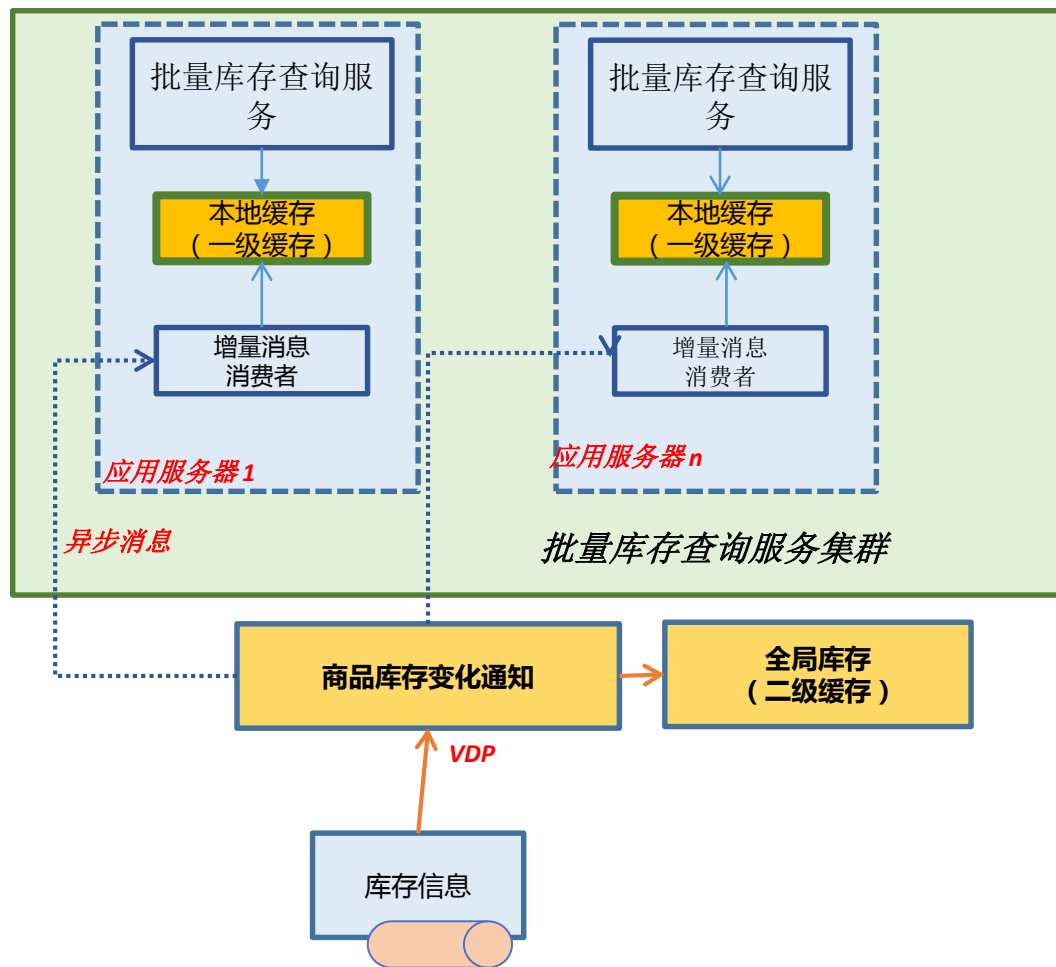 批量库存查询服
务
批量库存查询服
务
本地缓存
（一级缓存）
本地缓存
（一级缓存）
增量消息
消费者
增量消息
消费者
应用服务器1
应用服务器n
异步消息
批量库存查询服务集群
商品库存变化通知
全局库存
（二级缓存）
VDP
库存信息